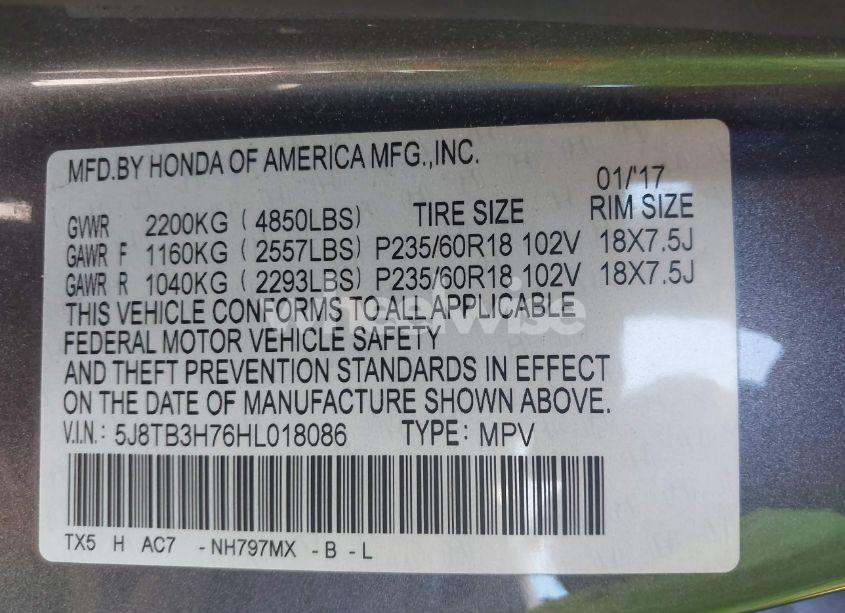 MFD.BY HONDA OF AMERICA MFG.,INC.
01/'17
GVWR 2200KG ( 4850LBS) TIRE SIZE RIM SIZE
GAWR F 1160KG ( 2557LBS) P235/60R18 102V 18X7.5J
GAWR R 1040KG ( 2293LBS) P235/60R18 102V 18X7.5J
THIS VEHICLE CONFORMS TO ALL APPLICABLE
FEDERAL MOTOR VEHICLE SAFETY
AND THEFT PREVENTION STANDARDS IN EFFECT
ON THE DATE OF MANUFACTURE SHOWN ABOVE.
V.I.N.: 5J8TB3H76HL018086 TYPE: MPV
TX5 H AC7 -NH797MX -B -L
wheelwise